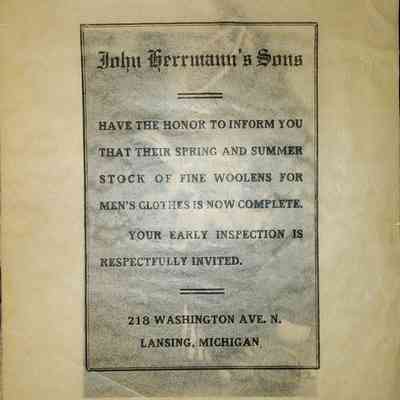 John Herrmann's Sons
HAVE THE HONOR TO INFORM YOU
THAT THEIR SPRING AND SUMMER
STOCK OF FINE WOOLENS FOR
MEN'S CLOTHES IS NOW COMPLETE.
YOUR EARLY INSPECTION IS
RESPECTFULLY INVITED.
218 WASHINGTON AVE. N.
LANSING, MICHIGAN